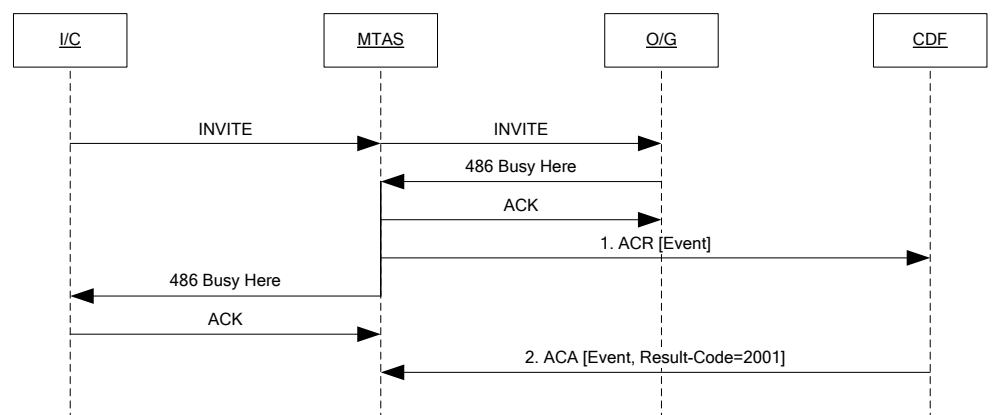 I/C
MTAS
O/G
CDF
INVITE
INVITE
486 Busy Here
ACK
1. ACR [Event]
486 Busy Here
ACK
2. ACA [Event, Result-Code=2001]